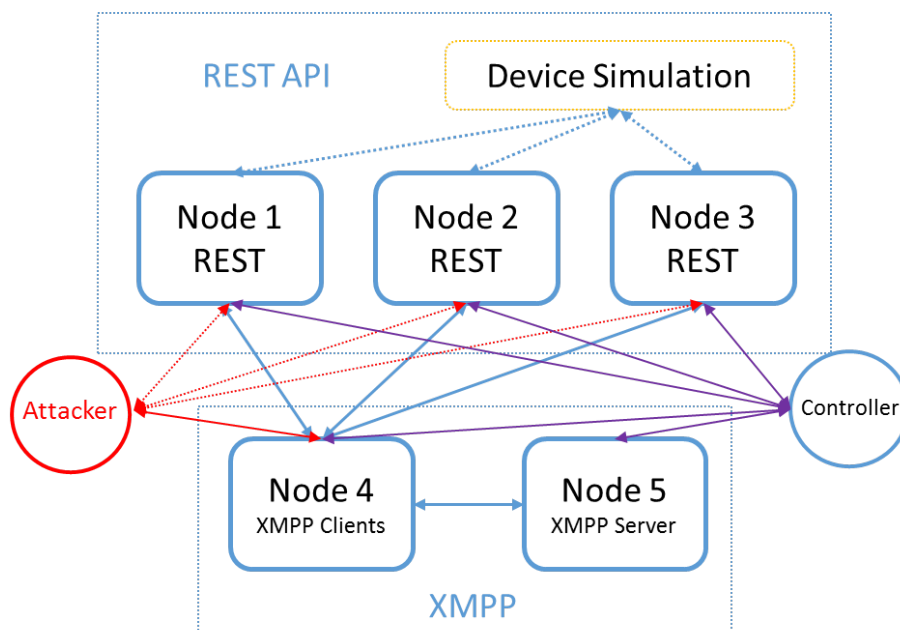 REST API
Device Simulation
Node 1
REST
Node 2
REST
Node 3
REST
Attacker
Controller
Node 4
XMPP Clients
Node 5
XMPP Server
XMPP